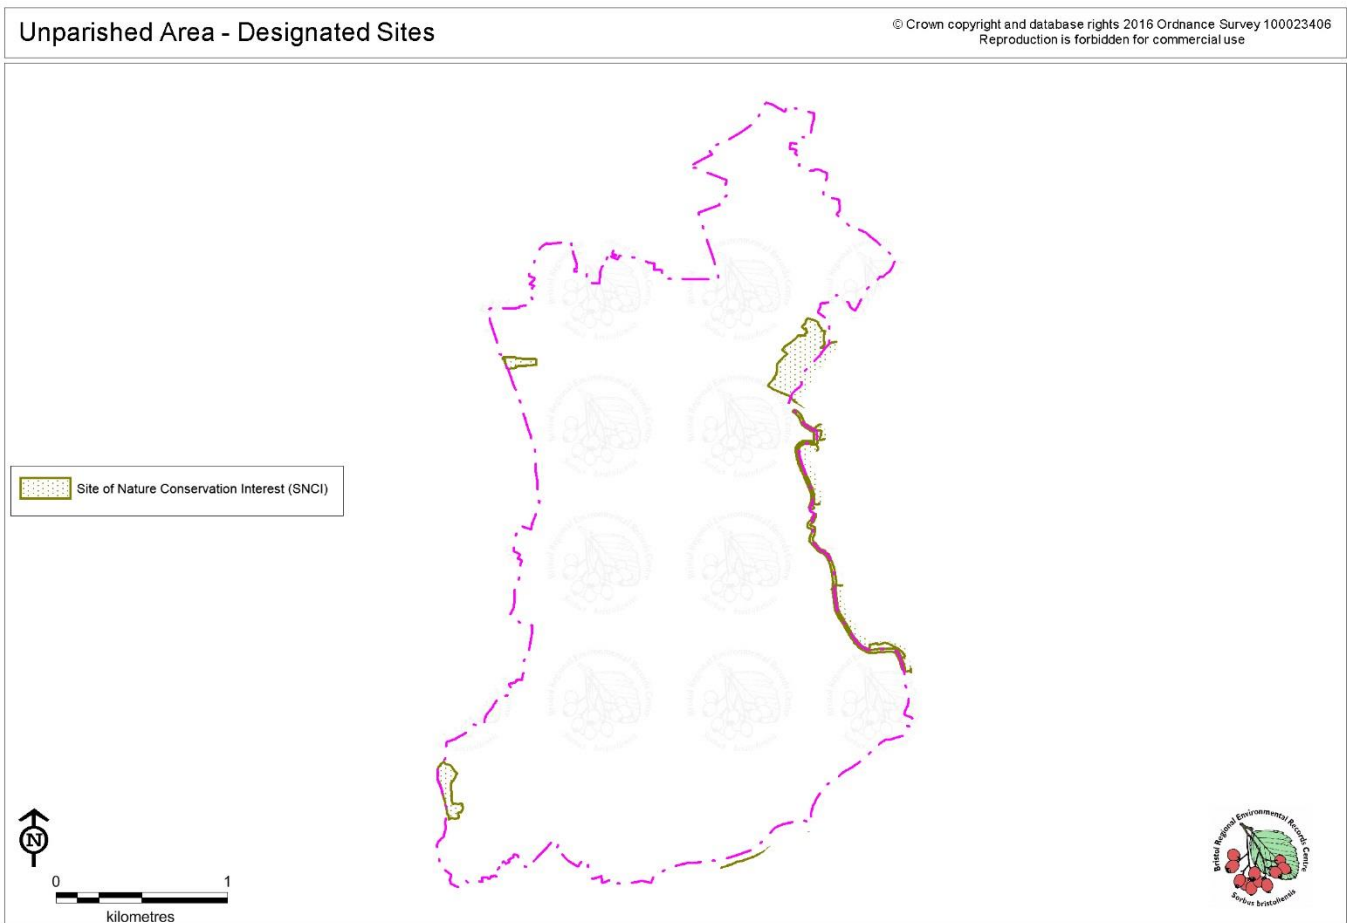 Unparished Area - Designated Sites
© Crown copyright and database rights 2016 Ordnance Survey 100023406
Reproduction is forbidden for commercial use
Site of Nature Conservation Interest (SNCI)
N
0 1
kilometres
Bristol Regional Environmental Records Centre
Sorbus bristoliensis